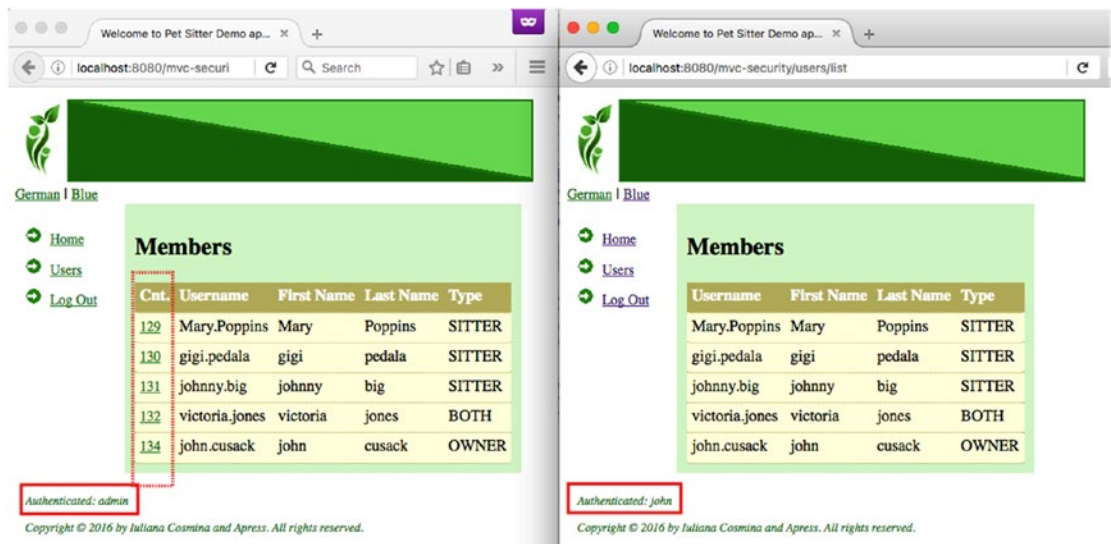 Welcome to Pet Sitter Demo ap...
localhost:8080/mvc-securi
Search
German | Blue
Home
Users
Log Out
Members
Cnt. Username First Name Last Name Type
129 Mary.Poppins Mary Poppins SITTER
130 gigi.pedala gigi pedala SITTER
131 johnny.big johnny big SITTER
132 victoria.jones victoria jones BOTH
134 john.cusack john cusack OWNER
Authenticated: admin
Copyright © 2016 by Iuliana Cosmina and Apress. All rights reserved.
Welcome to Pet Sitter Demo ap...
localhost:8080/mvc-security/users/list
German | Blue
Home
Users
Log Out
Members
Username First Name Last Name Type
Mary.Poppins Mary Poppins SITTER
gigi.pedala gigi pedala SITTER
johnny.big johnny big SITTER
victoria.jones victoria jones BOTH
john.cusack john cusack OWNER
Authenticated: john
Copyright © 2016 by Iuliana Cosmina and Apress. All rights reserved.